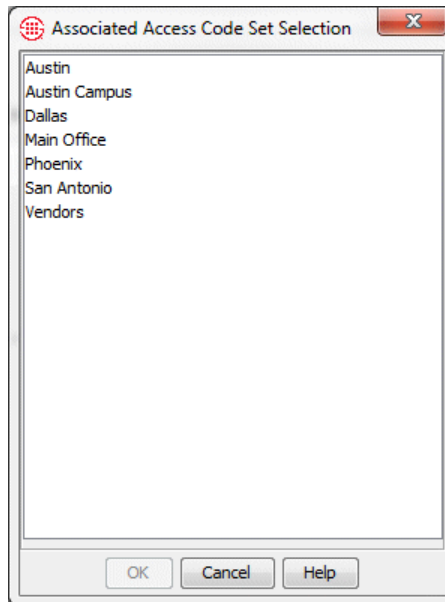 Associated Access Code Set Selection
Austin
Austin Campus
Dallas
Main Office
Phoenix
San Antonio
Vendors
OK Cancel Help